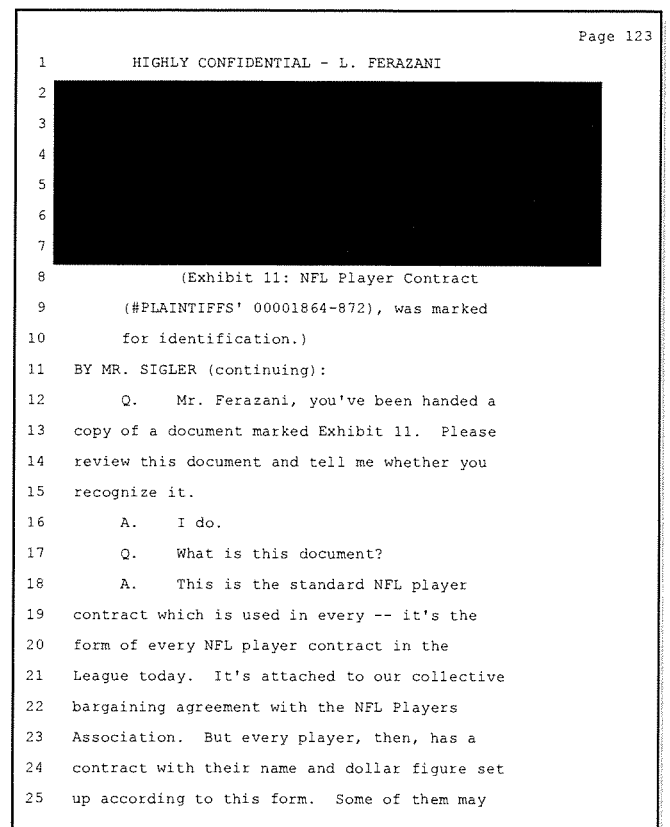 Page 123
1 HIGHLY CONFIDENTIAL - L. FERAZANI
2
3
4
5
6
7
8 (Exhibit 11: NFL Player Contract
9 (#PLAINTIFFS' 00001864-872), was marked
10 for identification.)
11 BY MR. SIGLER (continuing):
12 Q. Mr. Ferazani, you've been handed a
13 copy of a document marked Exhibit 11. Please
14 review this document and tell me whether you
15 recognize it.
16 A. I do.
17 Q. What is this document?
18 A. This is the standard NFL player
19 contract which is used in every -- it's the
20 form of every NFL player contract in the
21 League today. It's attached to our collective
22 bargaining agreement with the NFL Players
23 Association. But every player, then, has a
24 contract with their name and dollar figure set
25 up according to this form. Some of them may